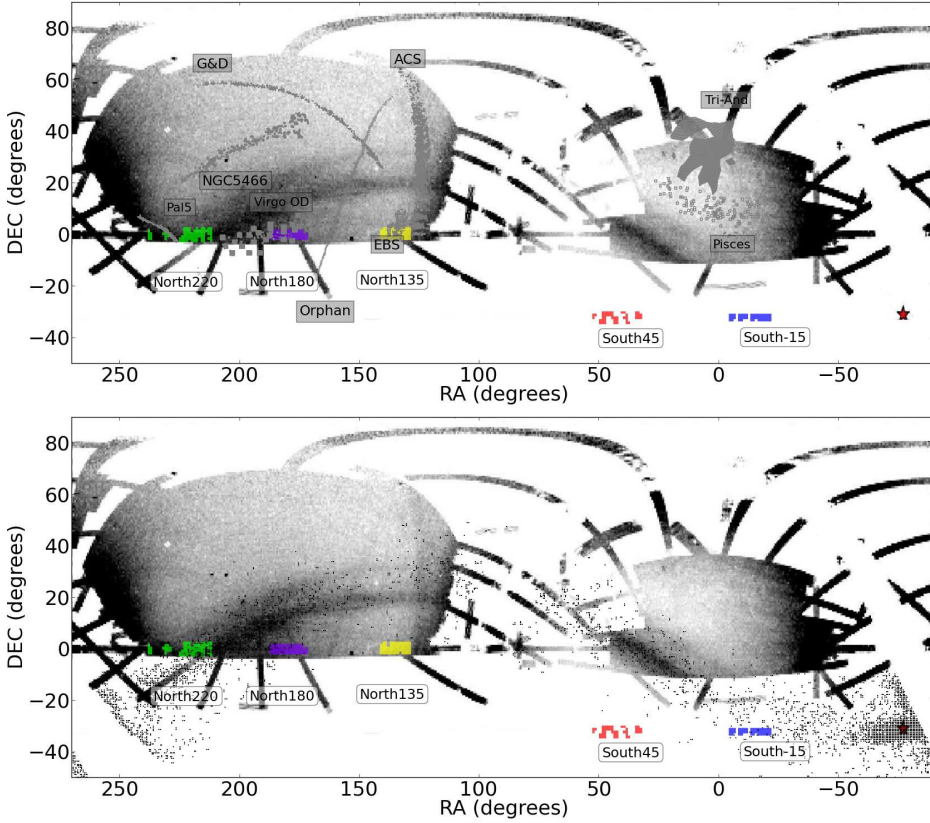 80
60
40
20
0
−20
−40
DEC (degrees)
G&D
ACS
Tri-And
NGC5466
Pal5
Virgo OD
EBS
Pisces
North220
North180
North135
Orphan
South45
South-15
250
200
150
100
50
0
−50
RA (degrees)
80
60
40
20
0
−20
−40
DEC (degrees)
North220
North180
North135
South45
South-15
250
200
150
100
50
0
−50
RA (degrees)